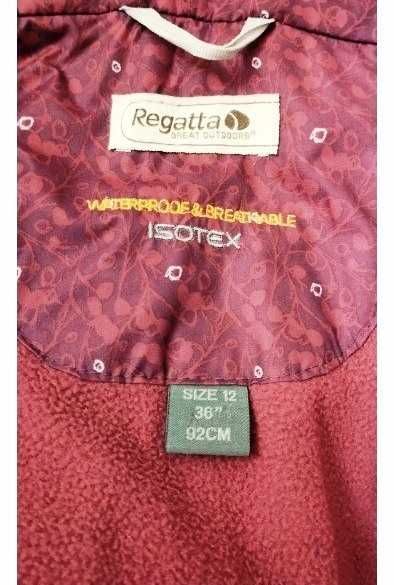 Regatta
GREAT OUTDOORS
WATERPROOF & BREATHABLE
ISOTEX
SIZE 12
36"
92CM